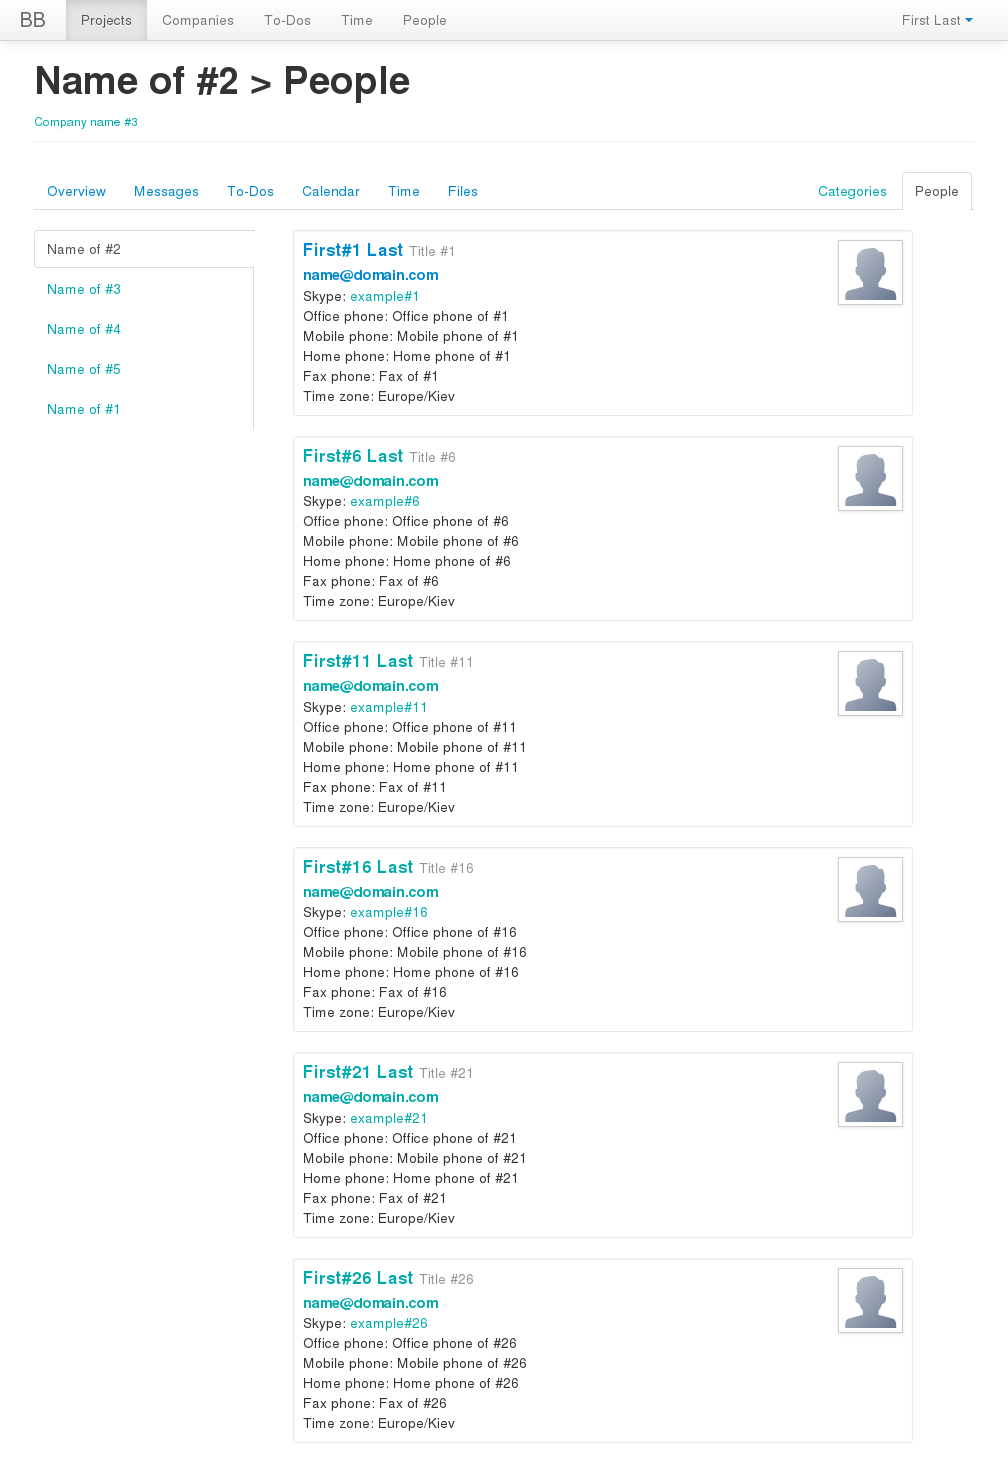 BB Projects Companies To-Dos Time People First Last
Name of #2 > People
Company name #3
Overview Messages To-Dos Calendar Time Files Categories People
Name of #2
Name of #3
Name of #4
Name of #5
Name of #1
First#1 Last Title #1
name@domain.com
Skype: example#1
Office phone: Office phone of #1
Mobile phone: Mobile phone of #1
Home phone: Home phone of #1
Fax phone: Fax of #1
Time zone: Europe/Kiev
First#6 Last Title #6
name@domain.com
Skype: example#6
Office phone: Office phone of #6
Mobile phone: Mobile phone of #6
Home phone: Home phone of #6
Fax phone: Fax of #6
Time zone: Europe/Kiev
First#11 Last Title #11
name@domain.com
Skype: example#11
Office phone: Office phone of #11
Mobile phone: Mobile phone of #11
Home phone: Home phone of #11
Fax phone: Fax of #11
Time zone: Europe/Kiev
First#16 Last Title #16
name@domain.com
Skype: example#16
Office phone: Office phone of #16
Mobile phone: Mobile phone of #16
Home phone: Home phone of #16
Fax phone: Fax of #16
Time zone: Europe/Kiev
First#21 Last Title #21
name@domain.com
Skype: example#21
Office phone: Office phone of #21
Mobile phone: Mobile phone of #21
Home phone: Home phone of #21
Fax phone: Fax of #21
Time zone: Europe/Kiev
First#26 Last Title #26
name@domain.com
Skype: example#26
Office phone: Office phone of #26
Mobile phone: Mobile phone of #26
Home phone: Home phone of #26
Fax phone: Fax of #26
Time zone: Europe/Kiev